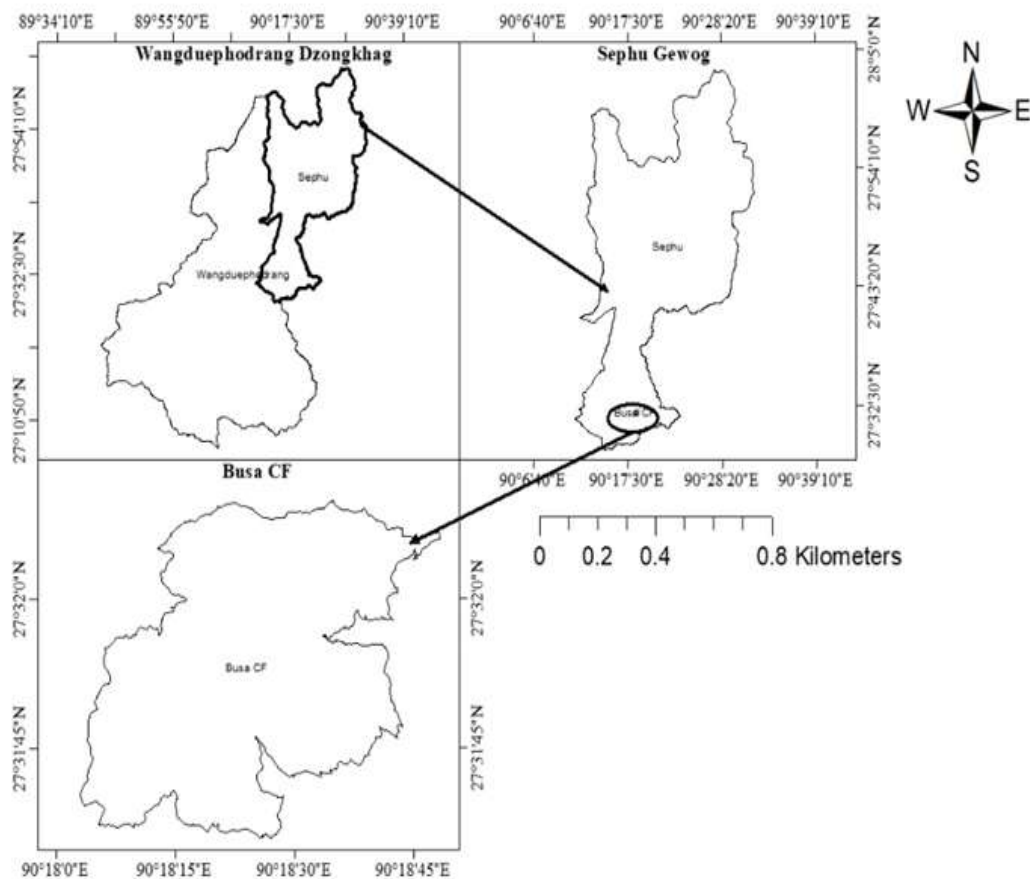 89°34'10"E 89°55'50"E 90°17'30"E 90°39'10"E
90°6'40"E 90°17'30"E 90°28'20"E 90°39'10"E
Wangduephodrang Dzongkhag
Sephu Gewog
N
W E
S
28°5'0"N
27°54'10"N
27°54'10"N
Sephu
Sephu
Wangduephodrang
27°32'30"N
27°43'20"N
27°10'50"N
27°32'30"N
Busa CF
Busa CF
90°6'40"E 90°17'30"E 90°28'20"E 90°39'10"E
0 0.2 0.4 0.8 Kilometers
27°32'0"N
27°32'0"N
Busa CF
27°31'45"N
27°31'45"N
90°18'0"E 90°18'15"E 90°18'30"E 90°18'45"E